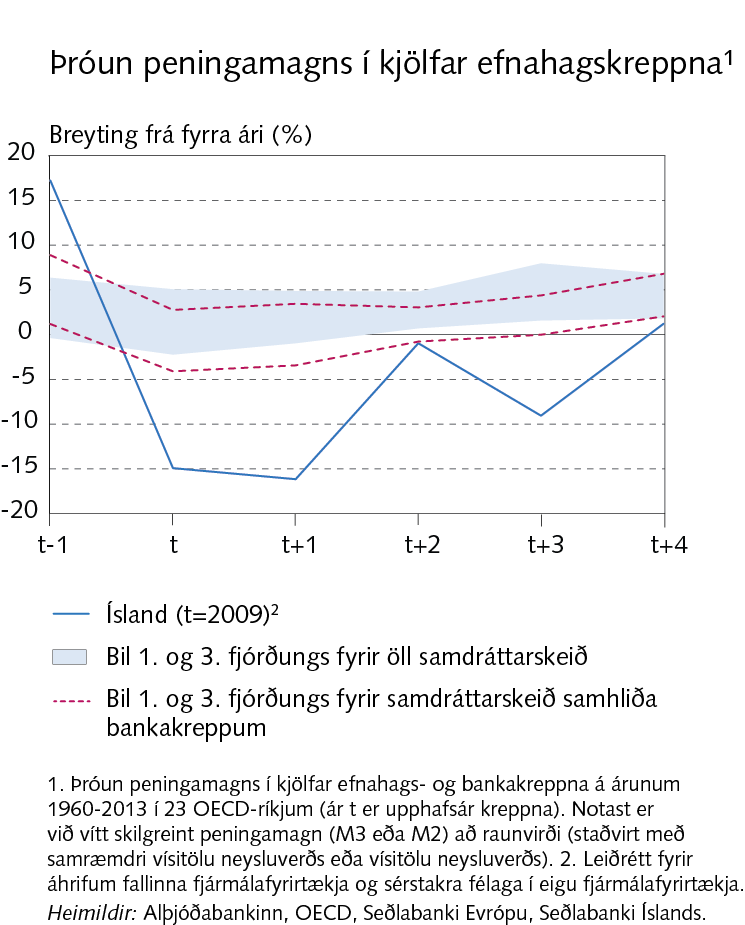 Þróun peningamagns í kjölfar efnahagskreppna¹
Breyting frá fyrra ári (%)
20
15
10
5
0
-5
-10
-15
-20
t-1 t t+1 t+2 t+3 t+4
Ísland (t=2009)²
Bil 1. og 3. fjórðungs fyrir öll samdráttarskeið
Bil 1. og 3. fjórðungs fyrir samdráttarskeið samhliða
bankakreppum
1. Þróun peningamagns í kjölfar efnahags- og bankakreppna á árunum
1960-2013 í 23 OECD-ríkjum (ár t er upphafsár kreppna). Notast er
við vítt skilgreint peningamagn (M3 eða M2) að raunvirði (staðvirt með
samræmdri vísitölu neysluverðs eða vísitölu neysluverðs). 2. Leiðrétt fyrir
áhrifum fallinna fjármálafyrirtækja og sérstakra félaga í eigu fjármálafyrirtækja.
Heimildir: Alþjóðabankinn, OECD, Seðlabanki Evrópu, Seðlabanki Íslands.